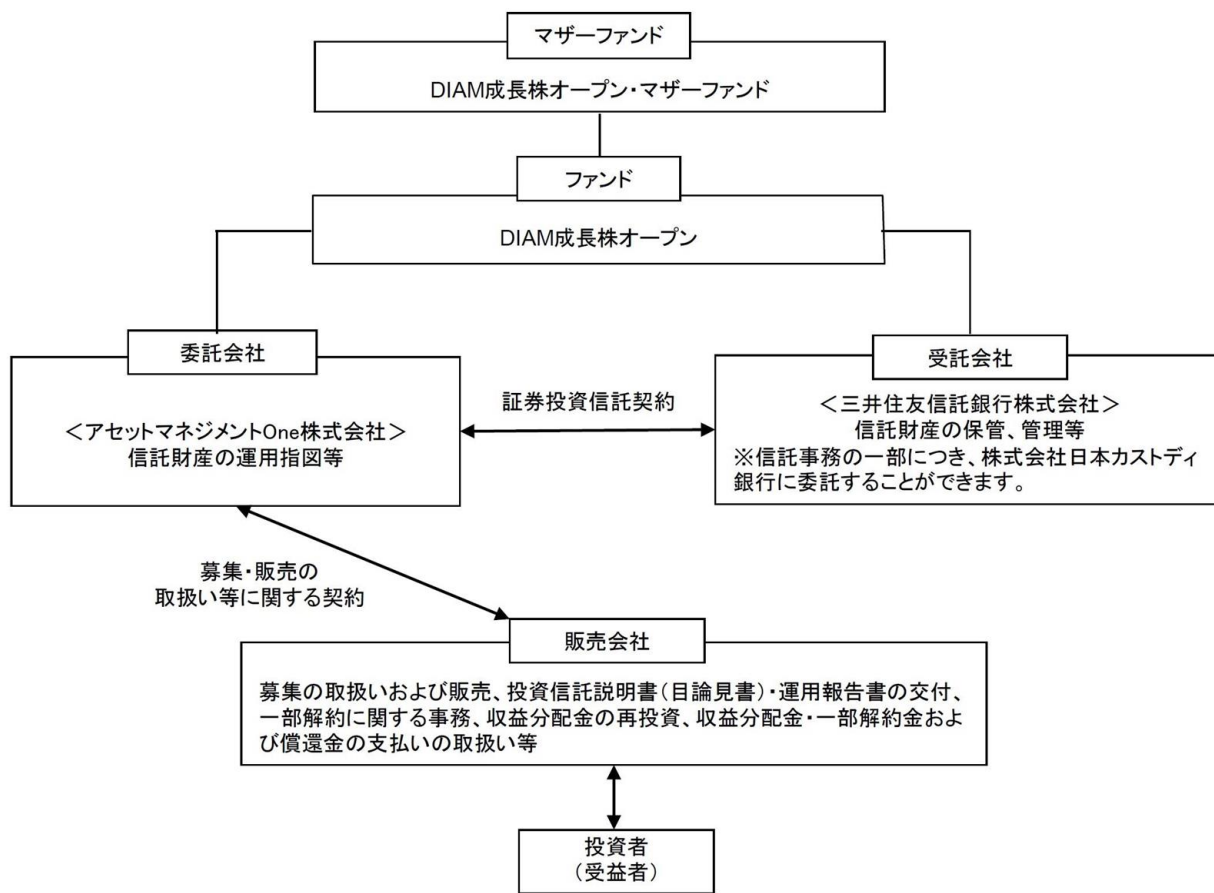 マザーファンド
DIAM成長株オープン・マザーファンド
ファンド
DIAM成長株オープン
委託会社
＜アセットマネジメントOne株式会社＞
信託財産の運用指図等
証券投資信託契約
受託会社
＜三井住友信託銀行株式会社＞
信託財産の保管、管理等
※信託事務の一部につき、株式会社日本カストディ
銀行に委託することができます。
募集・販売の
取扱い等に関する契約
販売会社
募集の取扱いおよび販売、投資信託説明書（目論見書）・運用報告書の交付、
一部解約に関する事務、収益分配金の再投資、収益分配金・一部解約金およ
び償還金の支払いの取扱い等
投資者
（受益者）